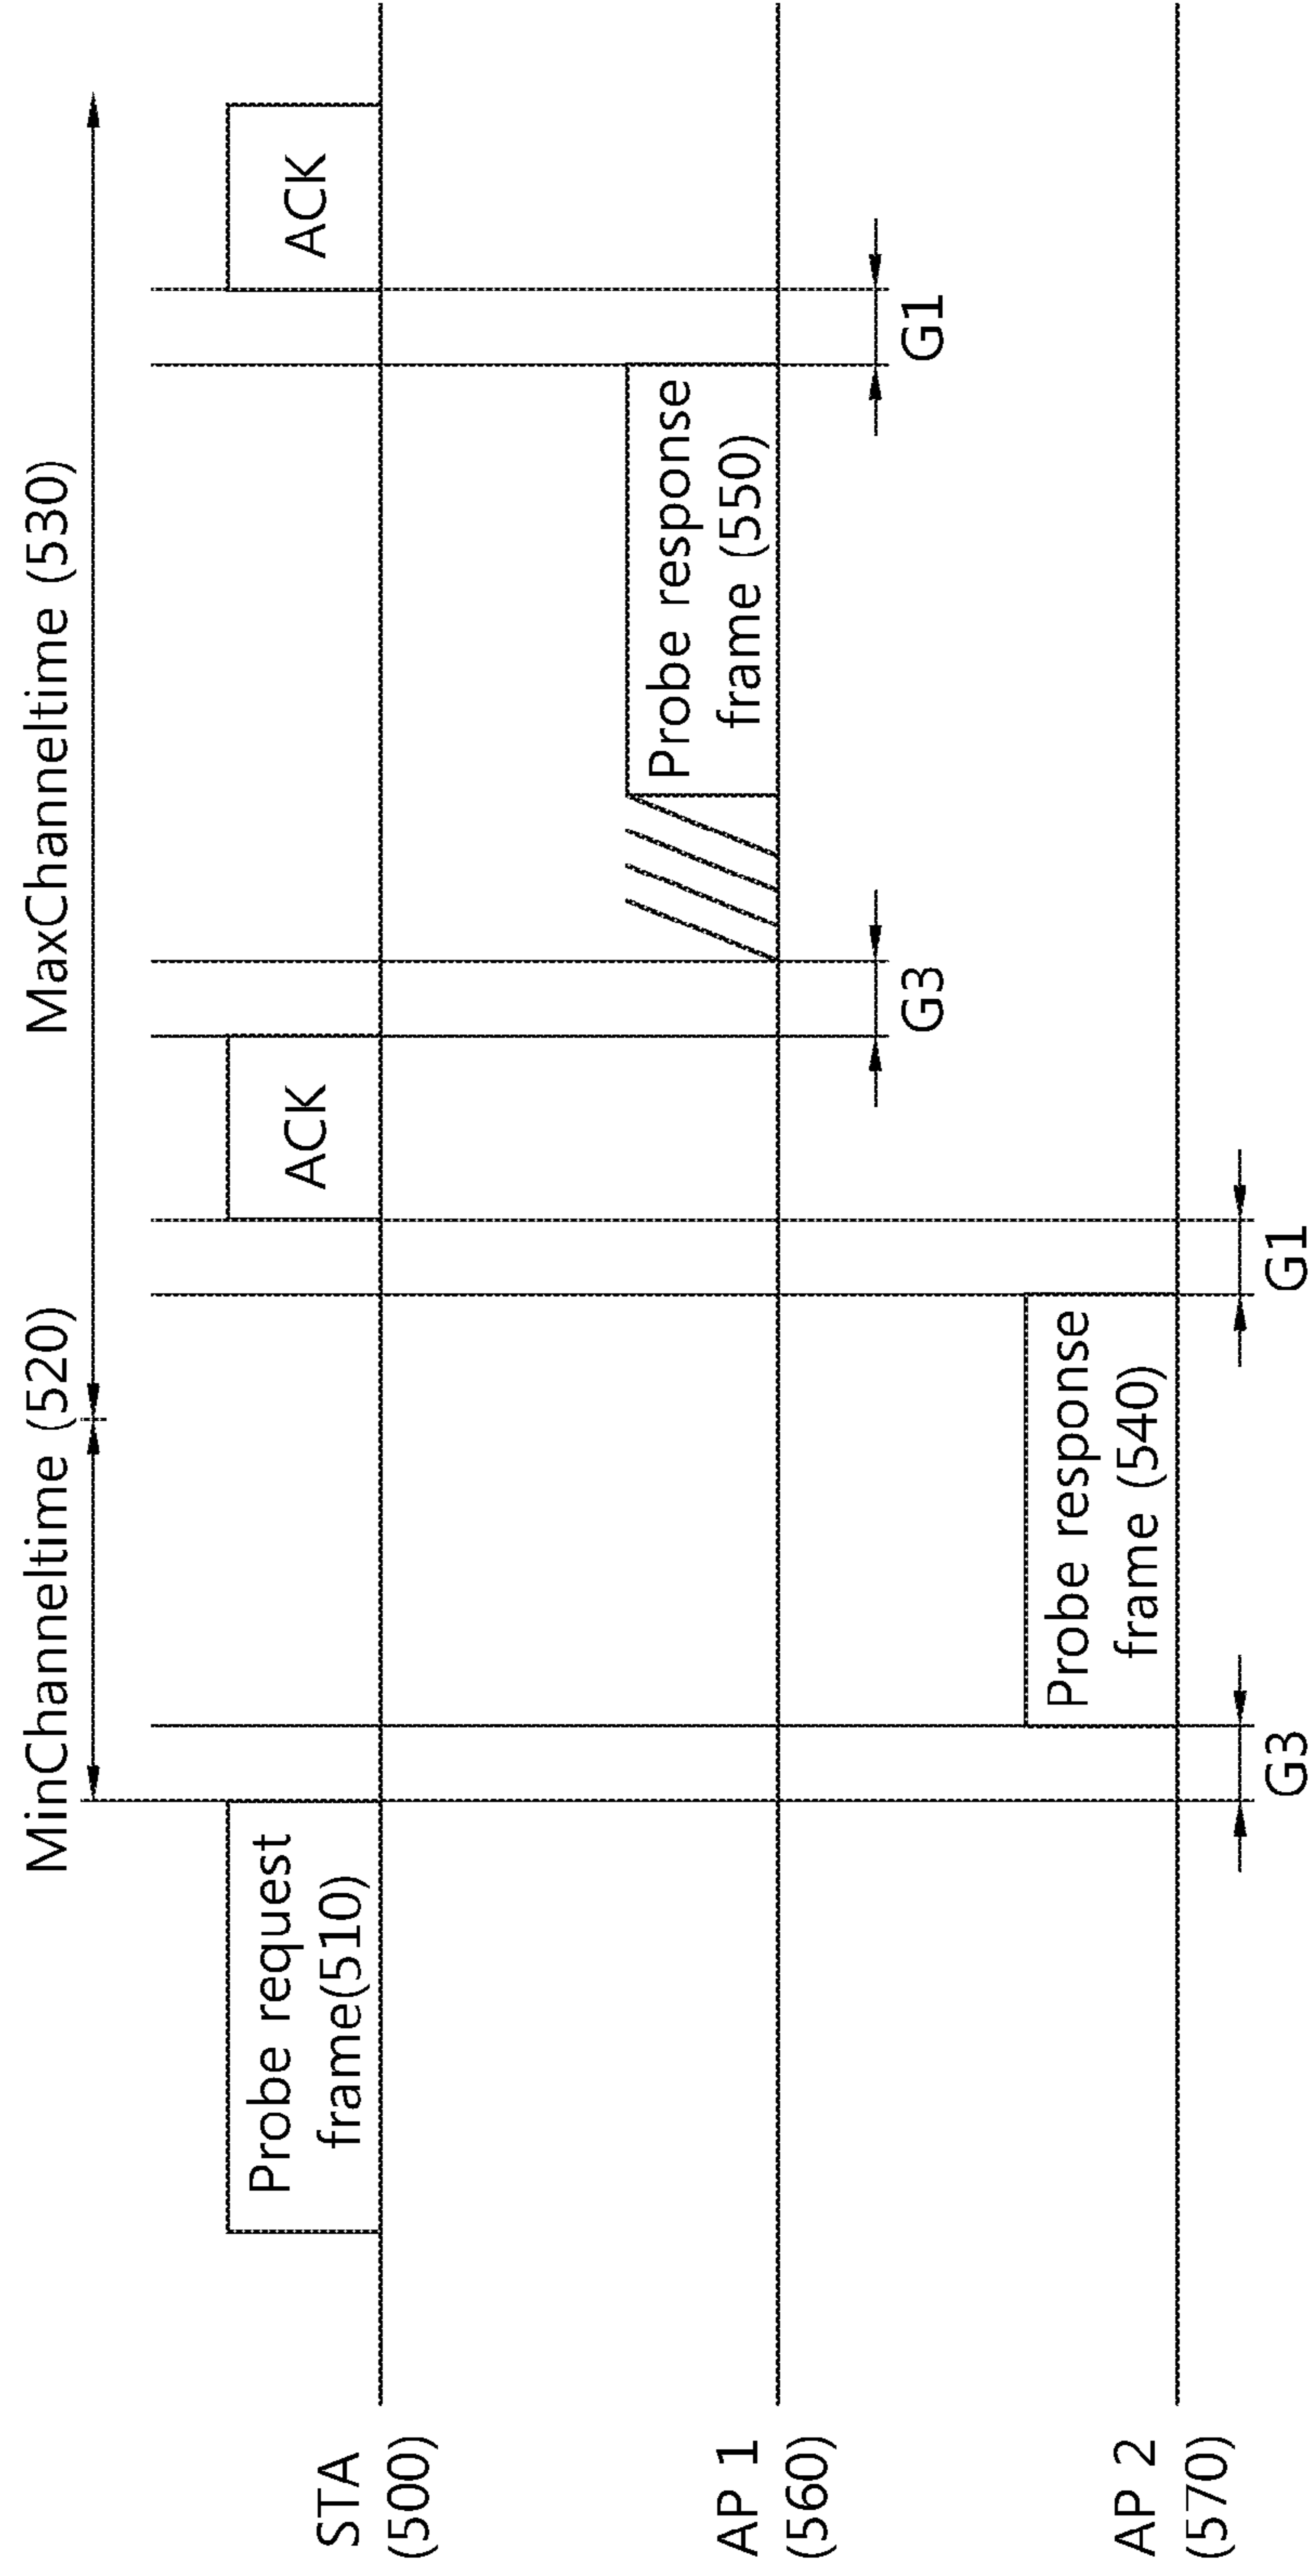 MinChanneltime (520)
MaxChanneltime (530)
STA
(500)
Probe request
frame(510)
ACK
ACK
AP 1
(560)
Probe response
frame (550)
G3
G1
AP 2
(570)
Probe response
frame (540)
G3
G1